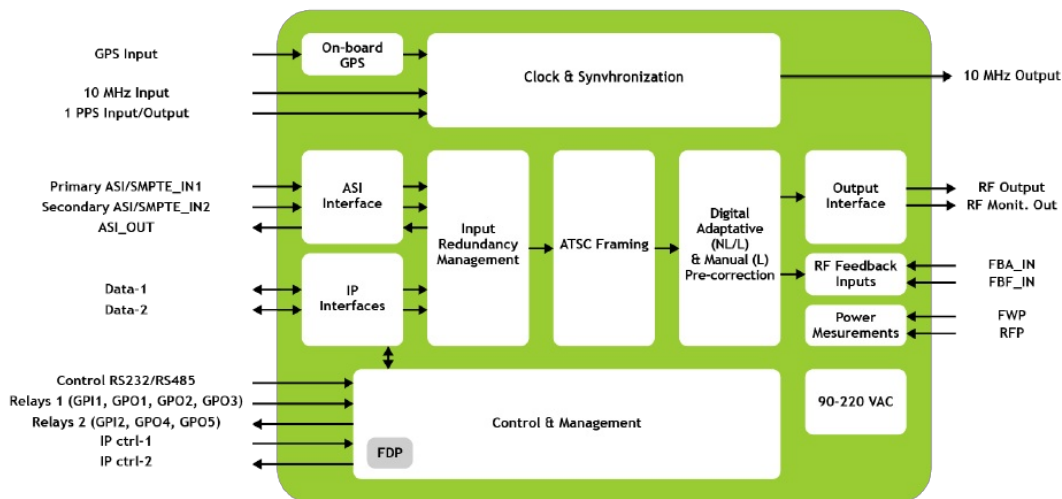 GPS Input
On-board
GPS
Clock & Synvhronization
10 MHz Output
10 MHz Input
1 PPS Input/Output
Primary ASI/SMPTE_IN1
Secondary ASI/SMPTE_IN2
ASI_OUT
ASI
Interface
Input
Redundancy
Management
ATSC Framing
Digital
Adaptative
(NL/L)
& Manual (L)
Pre-correction
Output
Interface
RF Output
RF Monit. Out
Data-1
Data-2
IP
Interfaces
RF Feedback
Inputs
FBA_IN
FBF_IN
Power
Mesurements
FWP
RFP
Control RS232/RS485
Relays 1 (GPI1, GPO1, GPO2, GPO3)
Relays 2 (GPI2, GPO4, GPO5)
IP ctrl-1
IP ctrl-2
Control & Management
FDP
90-220 VAC